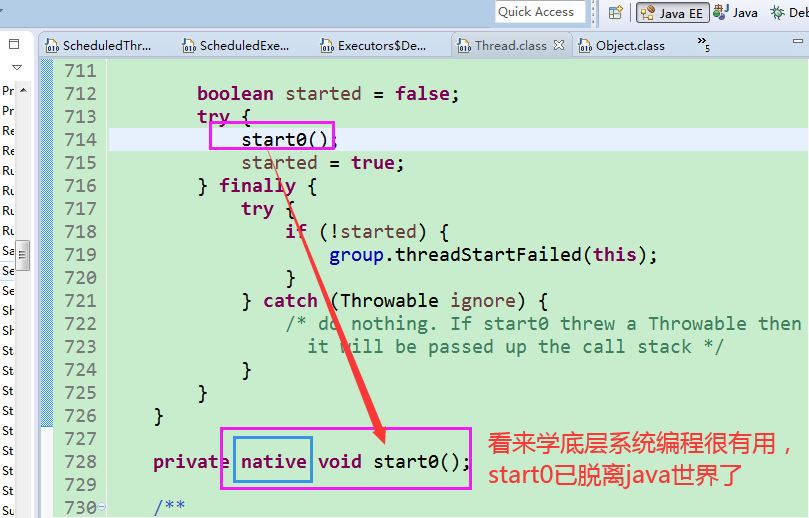 Quick Access
Java EE
Java
Deb
ScheduledThr...
ScheduledExe...
Executors$De...
Thread.class
Object.class
»5
Pr
Pr
Re
Re
Re
Ru
Ru
Ru
Sa
Se
Se
Sh
Sh
St
St
St
St
St
St
St
St
Su
711
712 boolean started = false;
713 try {
714 start0();
715 started = true;
716 } finally {
717 try {
718 if (!started) {
719 group.threadStartFailed(this);
720 }
721 } catch (Throwable ignore) {
722 /* do nothing. If start0 threw a Throwable then
723 it will be passed up the call stack */
724 }
725 }
726 }
727
728 private native void start0();
729
730 /**
看来学底层系统编程很有用，
start0已脱离java世界了